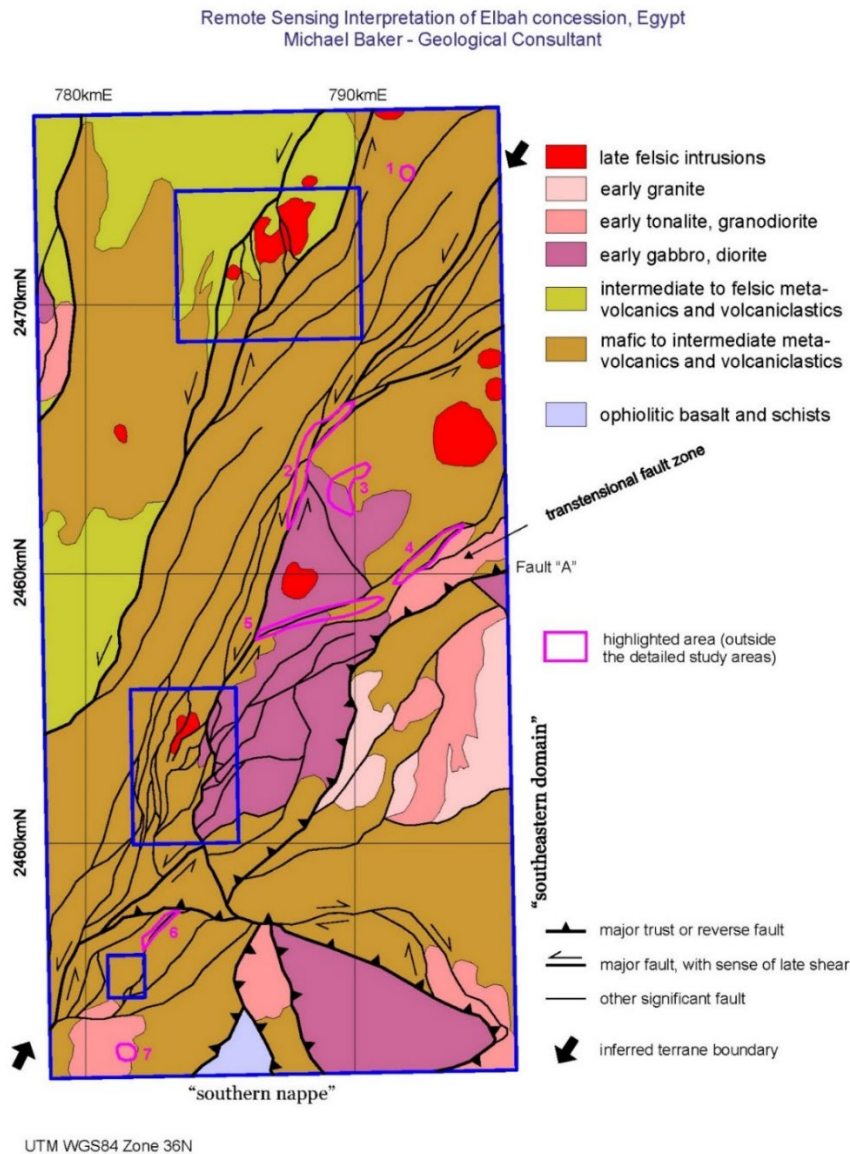 Remote Sensing Interpretation of Elbah concession, Egypt
Michael Baker - Geological Consultant
780kmE
790kmE
2470kmN
2460kmN
2460kmN
1
2
3
4
5
6
7
late felsic intrusions
early granite
early tonalite, granodiorite
early gabbro, diorite
intermediate to felsic meta-
volcanics and volcaniclastics
mafic to intermediate meta-
volcanics and volcaniclastics
ophiolitic basalt and schists
transtensional fault zone
Fault "A"
highlighted area (outside
the detailed study areas)
"southeastern domain"
major trust or reverse fault
major fault, with sense of late shear
other significant fault
inferred terrane boundary
"southern nappe"
UTM WGS84 Zone 36N